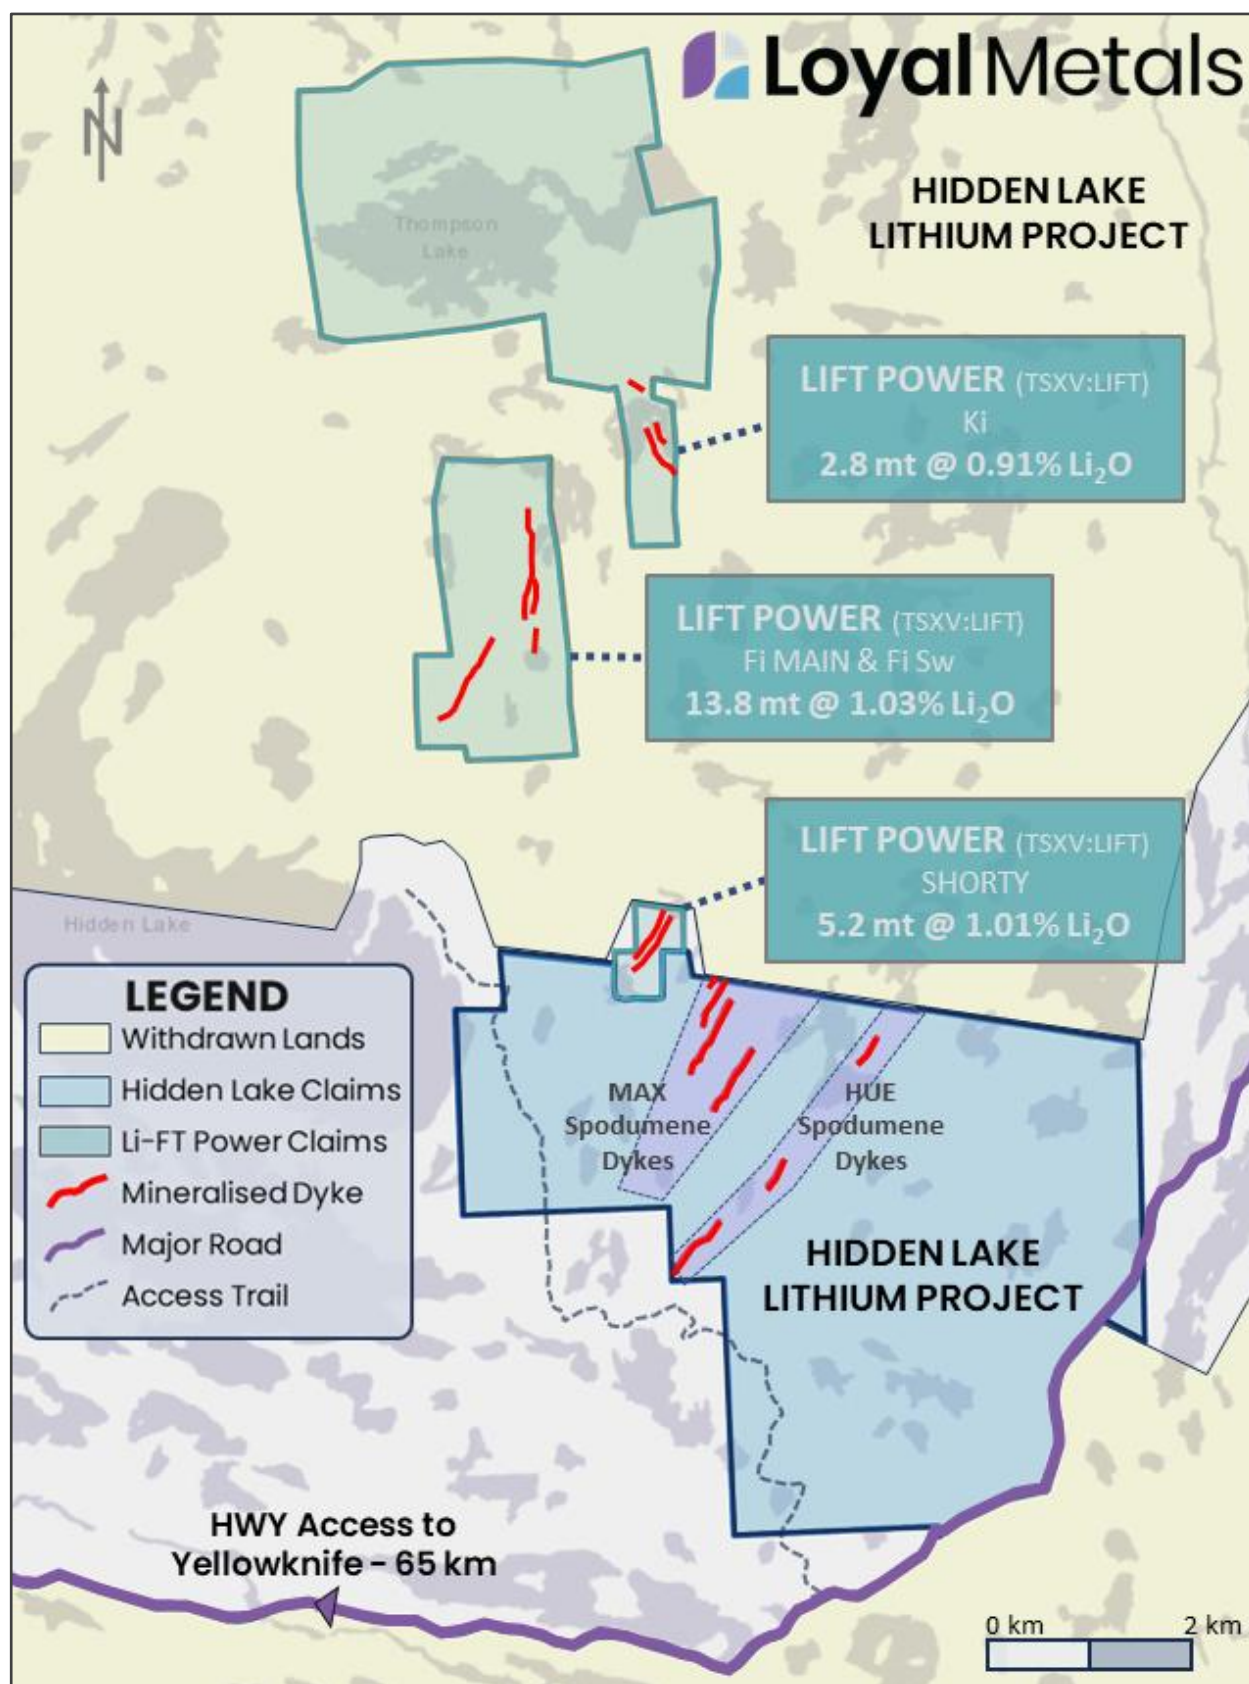 Loyal Metals
N
HIDDEN LAKE
LITHIUM PROJECT
Thompson
Lake
LIFT POWER (TSXV:LIFT)
Ki
2.8 mt @ 0.91% Li₂O
LIFT POWER (TSXV:LIFT)
Fi MAIN & Fi Sw
13.8 mt @ 1.03% Li₂O
LIFT POWER (TSXV:LIFT)
SHORTY
5.2 mt @ 1.01% Li₂O
Hidden Lake
LEGEND
Withdrawn Lands
Hidden Lake Claims
Li-FT Power Claims
Mineralised Dyke
Major Road
Access Trail
MAX
Spodumene
Dykes
HUE
Spodumene
Dykes
HIDDEN LAKE
LITHIUM PROJECT
HWY Access to
Yellowknife - 65 km
0 km 2 km